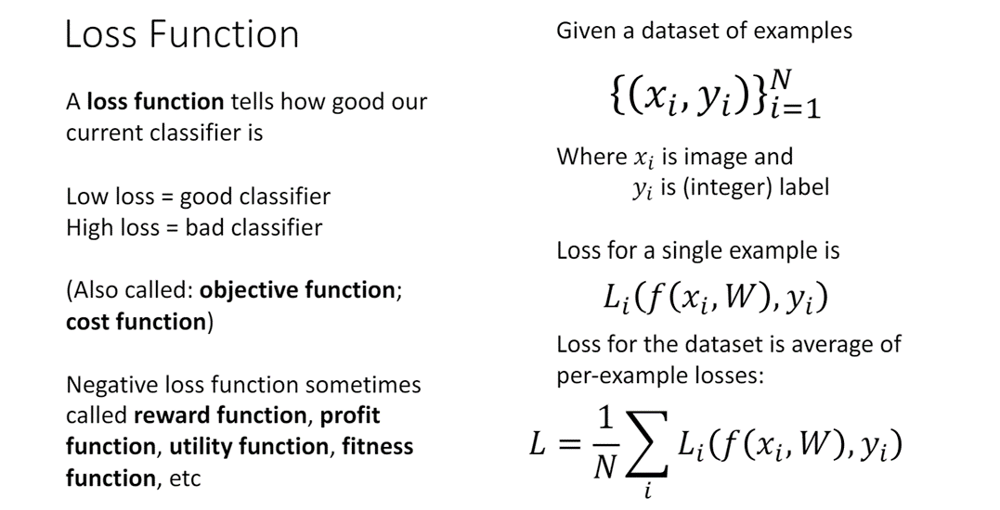 Loss Function
A loss function tells how good our
current classifier is
Low loss = good classifier
High loss = bad classifier
(Also called: objective function;
cost function)
Negative loss function sometimes
called reward function, profit
function, utility function, fitness
function, etc
Given a dataset of examples
{(x_i, y_i)}_{i=1}^N
Where x_i is image and
y_i is (integer) label
Loss for a single example is
L_i(f(x_i, W), y_i)
Loss for the dataset is average of
per-example losses:
L = \frac{1}{N} \sum_i L_i(f(x_i, W), y_i)